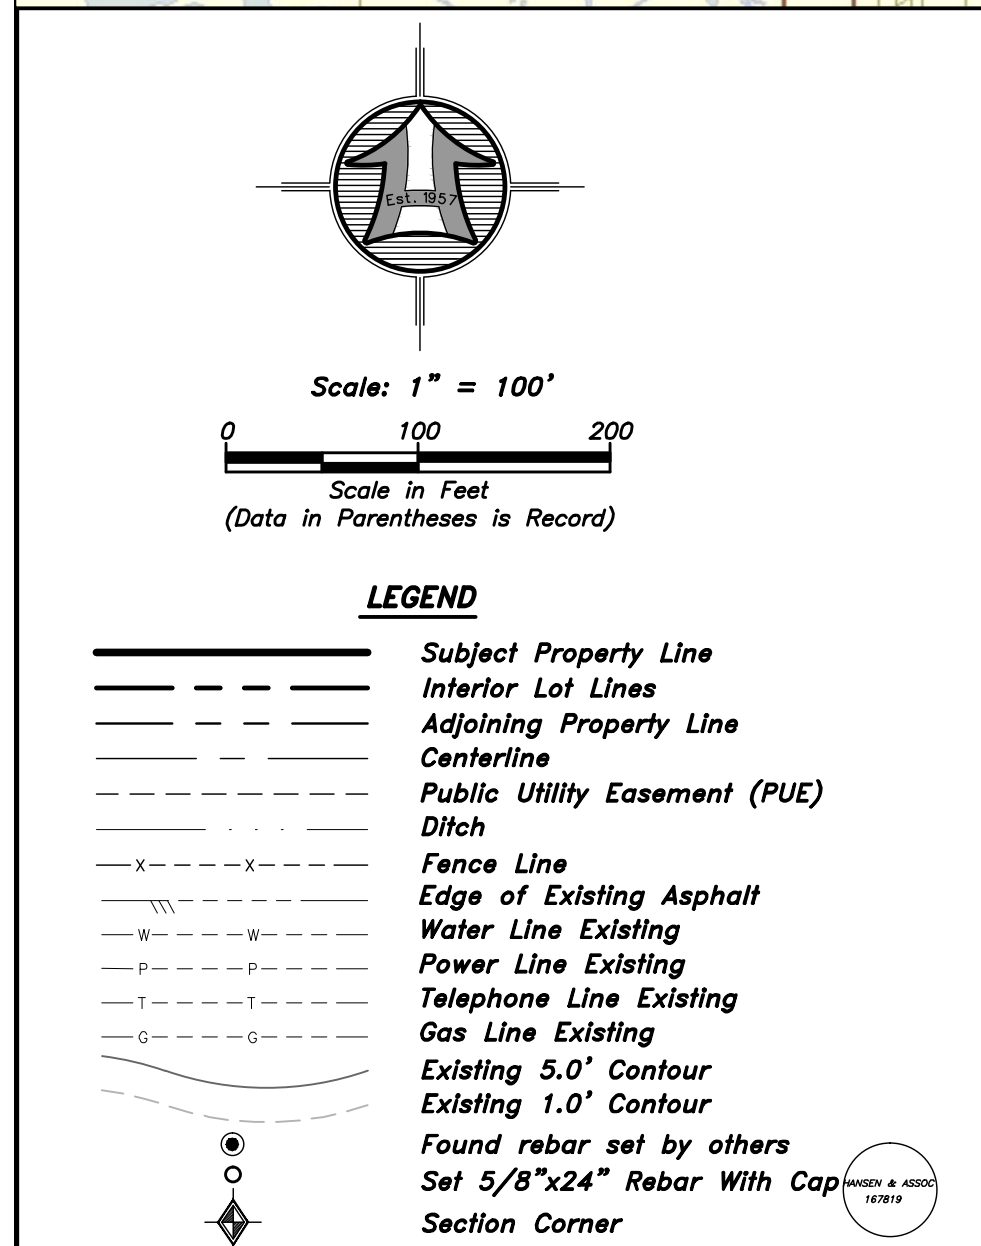 Est. 1957
Scale: 1" = 100'
0 100 200
Scale in Feet
(Data in Parentheses is Record)
LEGEND
Subject Property Line
Interior Lot Lines
Adjoining Property Line
Centerline
Public Utility Easement (PUE)
Ditch
X X Fence Line
Edge of Existing Asphalt
W W Water Line Existing
P P Power Line Existing
T T Telephone Line Existing
G G Gas Line Existing
Existing 5.0' Contour
Existing 1.0' Contour
Found rebar set by others
Set 5/8"x24" Rebar With Cap
HANSEN & ASSOC
167819
Section Corner